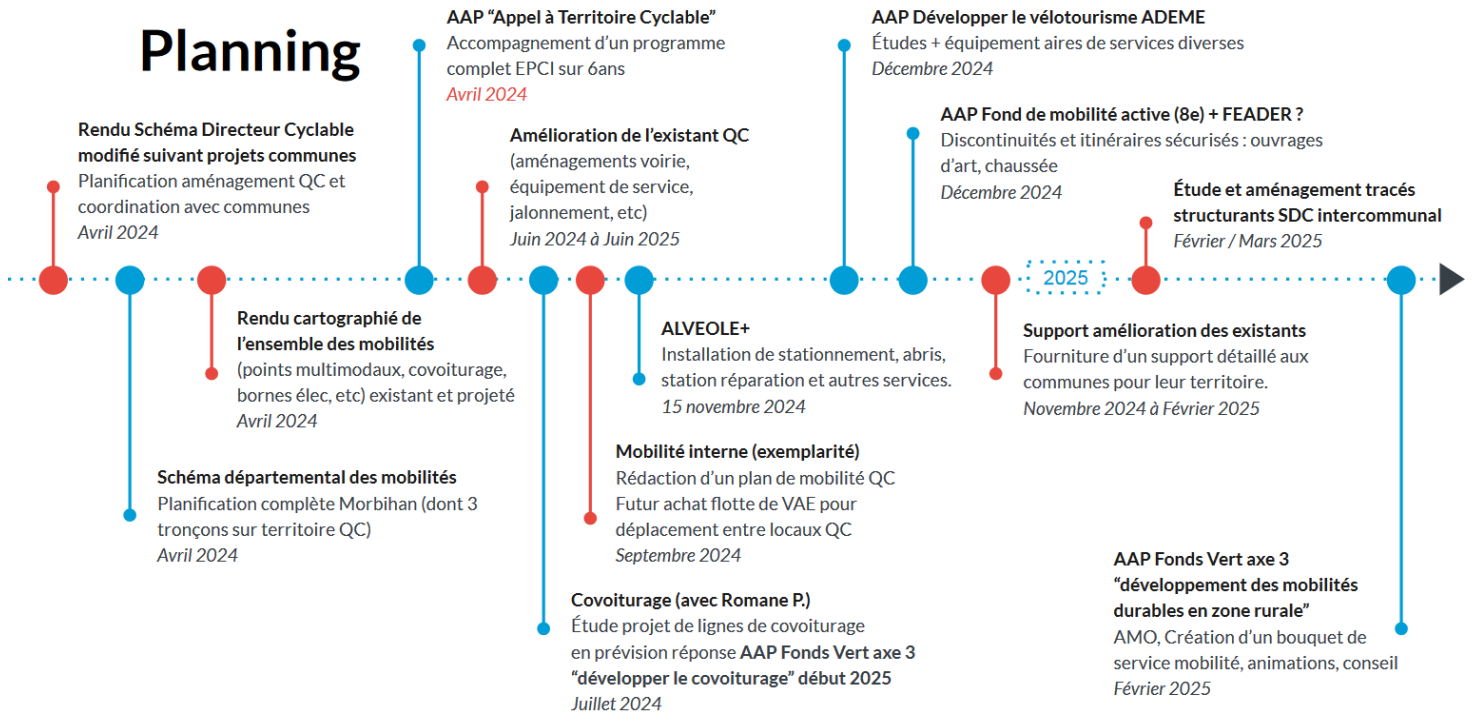 Planning
Rendu Schéma Directeur Cyclable
modifié suivant projets communes
Planification aménagement QC et
coordination avec communes
Avril 2024
Schéma départemental des mobilités
Planification complète Morbihan (dont 3
tronçons sur territoire QC)
Avril 2024
Rendu cartographié de
l’ensemble des mobilités
(points multimodaux, covoiturage,
bornes élec, etc) existant et projeté
Avril 2024
AAP “Appel à Territoire Cyclable”
Accompagnement d’un programme
complet EPCI sur 6ans
Avril 2024
Amélioration de l’existant QC
(aménagements voirie,
équipement de service,
jalonnement, etc)
Juin 2024 à Juin 2025
Covoiturage (avec Romane P.)
Étude projet de lignes de covoiturage
en prévision réponse AAP Fonds Vert axe 3
“développer le covoiturage” début 2025
Juillet 2024
Mobilité interne (exemplarité)
Rédaction d’un plan de mobilité QC
Futur achat flotte de VAE pour
déplacement entre locaux QC
Septembre 2024
ALVEOLE+
Installation de stationnement, abris,
station réparation et autres services.
15 novembre 2024
AAP Développer le vélotourisme ADEME
Études + équipement aires de services diverses
Décembre 2024
AAP Fond de mobilité active (8e) + FEADER ?
Discontinuités et itinéraires sécurisés : ouvrages
d’art, chaussée
Décembre 2024
Support amélioration des existants
Fourniture d’un support détaillé aux
communes pour leur territoire.
Novembre 2024 à Février 2025
2025
Étude et aménagement tracés
structurants SDC intercommunal
Février / Mars 2025
AAP Fonds Vert axe 3
“développement des mobilités
durables en zone rurale”
AMO, Création d’un bouquet de
service mobilité, animations, conseil
Février 2025